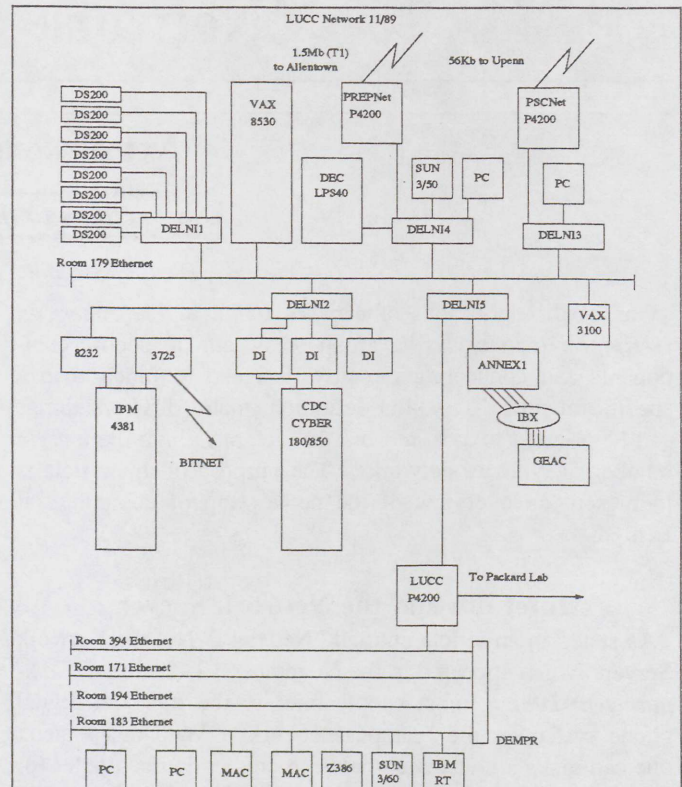 LUCC Network 11/89
1.5Mb (T1)
to Allentown
56Kb to Upenn
DS200
DS200
DS200
DS200
DS200
DS200
DS200
DS200
VAX
8530
PREPNet
P4200
PSCNet
P4200
DEC
LPS40
SUN
3/50
PC
PC
DELNI1
DELNI4
DELNI3
Room 179 Ethernet
DELNI2
DELNI5
VAX
3100
8232
3725
DI
DI
DI
ANNEX1
IBM
4381
BITNET
CDC
CYBER
180/850
IBX
GEAC
LUCC
P4200
To Packard Lab
Room 394 Ethernet
Room 171 Ethernet
Room 194 Ethernet
Room 183 Ethernet
DEMPR
PC
PC
MAC
MAC
Z386
SUN
3/60
IBM
RT